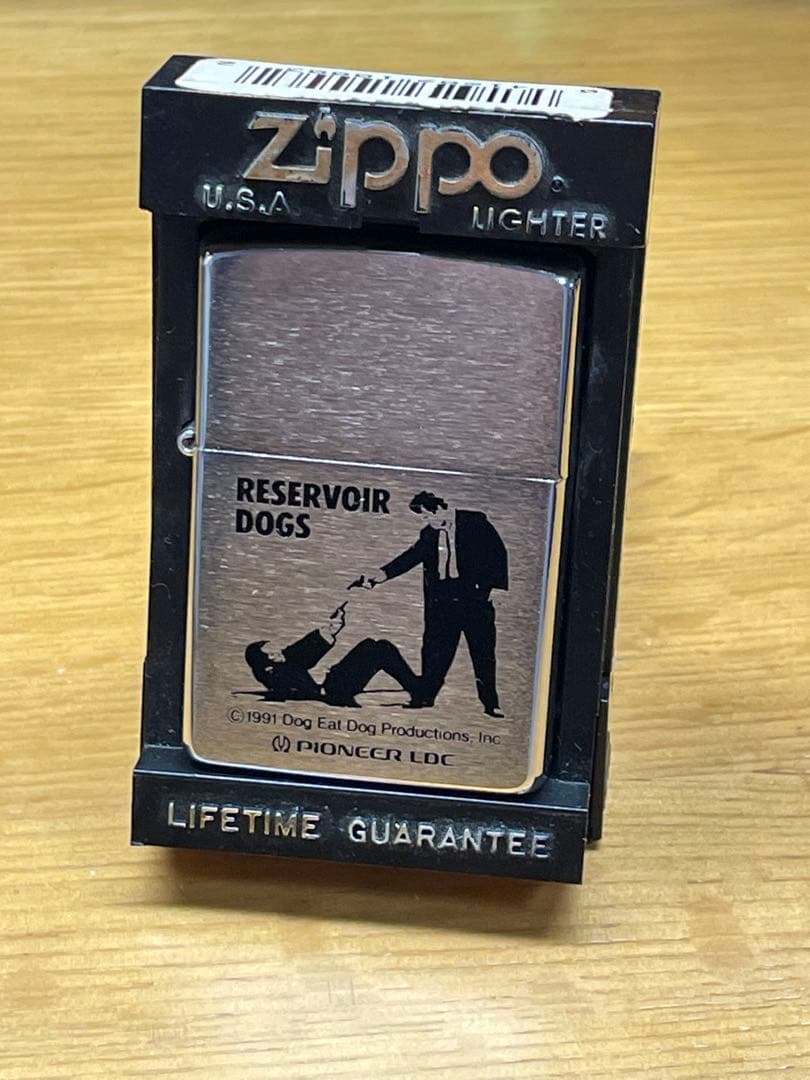 Zippo
U.S.A LIGHTER
RESERVOIR
DOGS
©1991 Dog Eat Dog Productions, Inc
PIONEER LDC
LIFETIME GUARANTEE